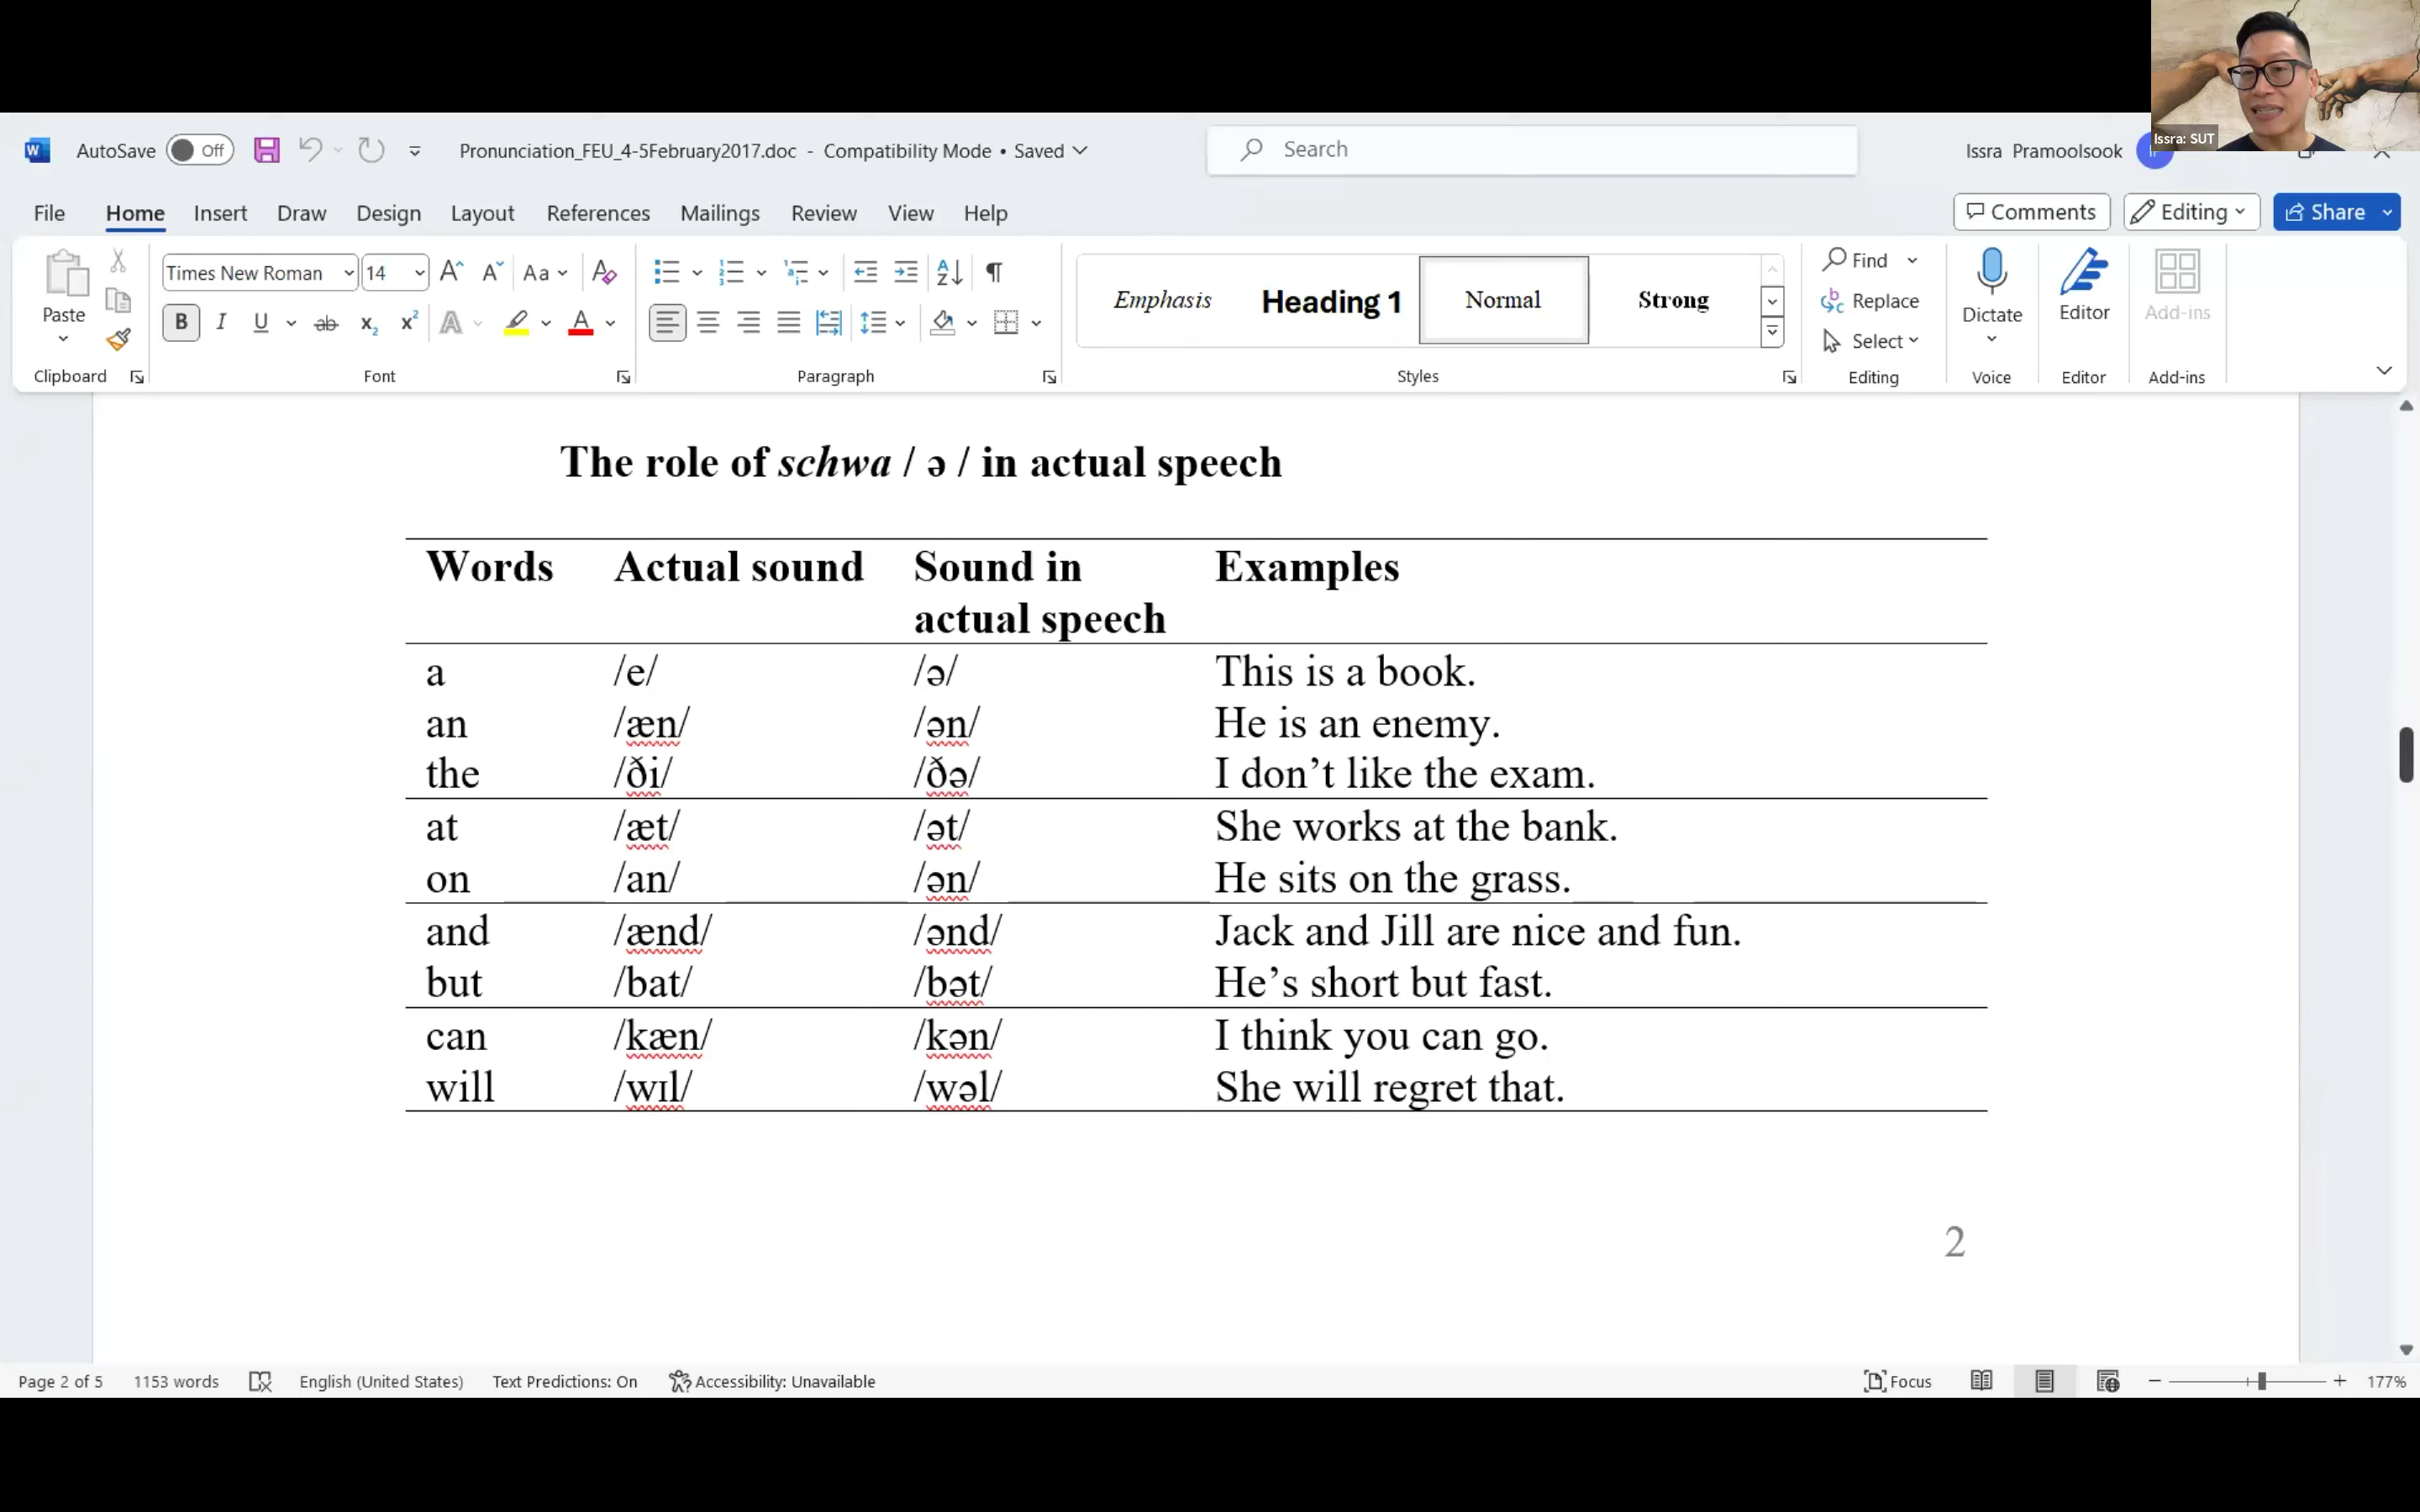 Issra: SUT
AutoSave Off Pronunciation_FEU_4-5February2017.doc - Compatibility Mode • Saved Search Issra Pramoolsook
File Home Insert Draw Design Layout References Mailings Review View Help Comments Editing Share
Paste Times New Roman 14 Aa Emphasis Heading 1 Normal Strong Find Replace Select Dictate Editor Add-ins
Clipboard Font Paragraph Styles Editing Voice Editor Add-ins
The role of schwa / ə / in actual speech
Words Actual sound Sound in actual speech Examples
a /e/ /ə/ This is a book.
an /æn/ /ən/ He is an enemy.
the /ði/ /ðə/ I don’t like the exam.
at /æt/ /ət/ She works at the bank.
on /an/ /ən/ He sits on the grass.
and /ænd/ /ənd/ Jack and Jill are nice and fun.
but /bat/ /bət/ He’s short but fast.
can /kæn/ /kən/ I think you can go.
will /wɪl/ /wəl/ She will regret that.
2
Page 2 of 5 1153 words English (United States) Text Predictions: On Accessibility: Unavailable Focus 177%